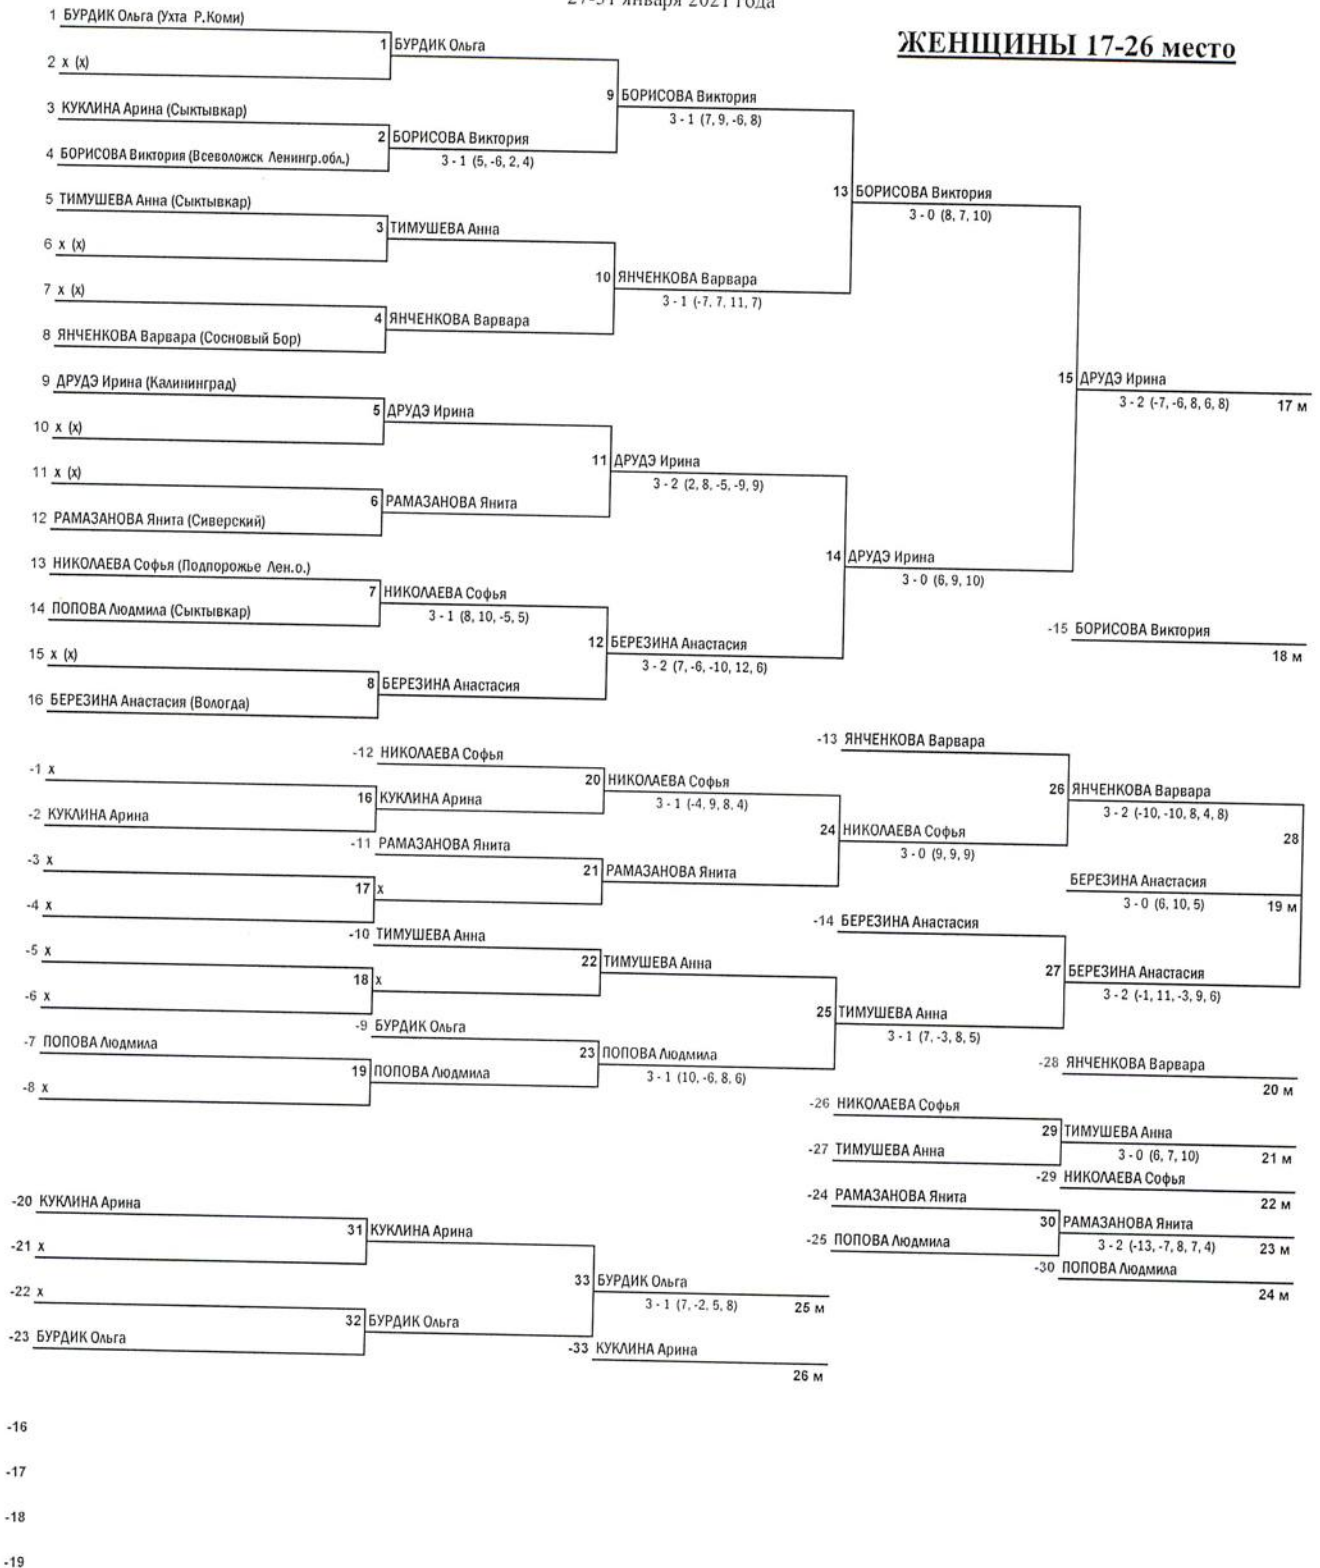 27-31 января 2021 года
ЖЕНЩИНЫ 17-26 место
1 БУРДИК Ольга (Ухта Р.Коми)
1 БУРДИК Ольга
2 x (x)
9 БОРИСОВА Виктория
3 - 1 (7, 9, -6, 8)
3 КУКЛИНА Арина (Сыктывкар)
2 БОРИСОВА Виктория
3 - 1 (5, -6, 2, 4)
4 БОРИСОВА Виктория (Всеволожск Ленингр.обл.)
13 БОРИСОВА Виктория
3 - 0 (8, 7, 10)
5 ТИМУШЕВА Анна (Сыктывкар)
3 ТИМУШЕВА Анна
6 x (x)
10 ЯНЧЕНКОВА Варвара
3 - 1 (-7, 7, 11, 7)
7 x (x)
4 ЯНЧЕНКОВА Варвара
8 ЯНЧЕНКОВА Варвара (Сосновый Бор)
15 ДРУДЭ Ирина
3 - 2 (-7, -6, 8, 6, 8) 17 м
9 ДРУДЭ Ирина (Калининград)
5 ДРУДЭ Ирина
10 x (x)
11 ДРУДЭ Ирина
3 - 2 (2, 8, -5, -9, 9)
11 x (x)
6 РАМАЗАНОВА Янита
12 РАМАЗАНОВА Янита (Сиверский)
14 ДРУДЭ Ирина
3 - 0 (6, 9, 10)
13 НИКОЛАЕВА Софья (Подпорожье Лен.о.)
7 НИКОЛАЕВА Софья
3 - 1 (8, 10, -5, 5)
14 ПОПОВА Людмила (Сыктывкар)
12 БЕРЕЗИНА Анастасия
3 - 2 (7, -6, -10, 12, 6)
-15 БОРИСОВА Виктория
18 м
15 x (x)
8 БЕРЕЗИНА Анастасия
16 БЕРЕЗИНА Анастасия (Вологда)
-13 ЯНЧЕНКОВА Варвара
-12 НИКОЛАЕВА Софья
-1 x
20 НИКОЛАЕВА Софья
3 - 1 (-4, 9, 8, 4)
26 ЯНЧЕНКОВА Варвара
3 - 2 (-10, -10, 8, 4, 8)
16 КУКЛИНА Арина
-2 КУКЛИНА Арина
24 НИКОЛАЕВА Софья
3 - 0 (9, 9, 9)
28
-11 РАМАЗАНОВА Янита
-3 x
21 РАМАЗАНОВА Янита
17 x
БЕРЕЗИНА Анастасия
3 - 0 (6, 10, 5) 19 м
-4 x
-14 БЕРЕЗИНА Анастасия
-10 ТИМУШЕВА Анна
-5 x
22 ТИМУШЕВА Анна
18 x
27 БЕРЕЗИНА Анастасия
3 - 2 (-1, 11, -3, 9, 6)
-6 x
25 ТИМУШЕВА Анна
3 - 1 (7, -3, 8, 5)
-9 БУРДИК Ольга
-7 ПОПОВА Людмила
23 ПОПОВА Людмила
3 - 1 (10, -6, 8, 6)
19 ПОПОВА Людмила
-28 ЯНЧЕНКОВА Варвара
20 м
-8 x
-26 НИКОЛАЕВА Софья
29 ТИМУШЕВА Анна
3 - 0 (6, 7, 10) 21 м
-27 ТИМУШЕВА Анна
-29 НИКОЛАЕВА Софья
22 м
-24 РАМАЗАНОВА Янита
30 РАМАЗАНОВА Янита
3 - 2 (-13, -7, 8, 7, 4) 23 м
-25 ПОПОВА Людмила
-30 ПОПОВА Людмила
24 м
-20 КУКЛИНА Арина
31 КУКЛИНА Арина
-21 x
33 БУРДИК Ольга
3 - 1 (7, -2, 5, 8) 25 м
-22 x
32 БУРДИК Ольга
-23 БУРДИК Ольга
-33 КУКЛИНА Арина
26 м
-16
-17
-18
-19